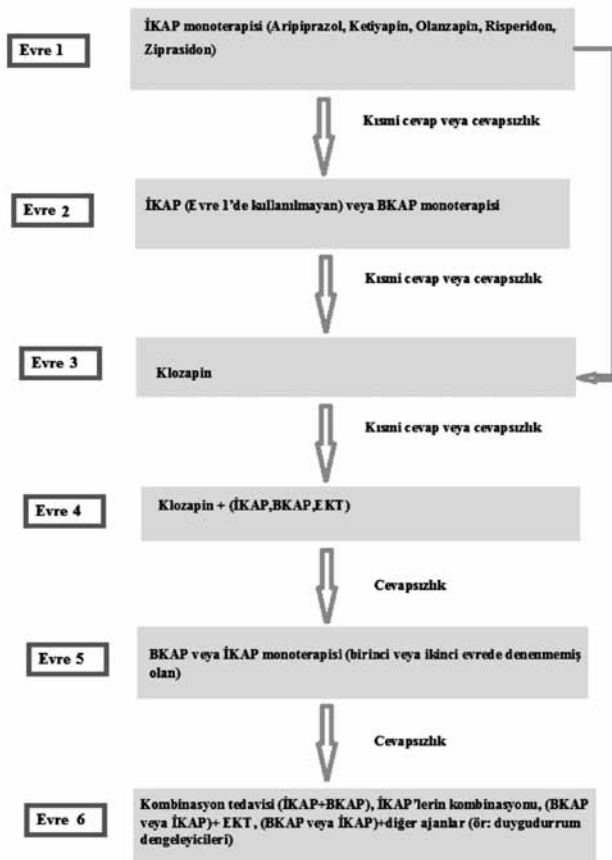 Evre 1
İKAP monoterapisi (Aripiprazol, Ketiyapin, Olanzapin, Risperidon,
Ziprasidon)
Kısmi cevap veya cevapsızlık
Evre 2
İKAP (Evre 1'de kullanılmayan) veya BKAP monoterapisi
Kısmi cevap veya cevapsızlık
Evre 3
Klozapin
Kısmi cevap veya cevapsızlık
Evre 4
Klozapin + (İKAP,BKAP,EKT)
Cevapsızlık
Evre 5
BKAP veya İKAP monoterapisi (birinci veya ikinci evrede denenmemiş
olan)
Cevapsızlık
Evre 6
Kombinasyon tedavisi (İKAP+BKAP), İKAP'lerin kombinasyonu, (BKAP
veya İKAP)+ EKT, (BKAP veya İKAP)+diğer ajanlar (ör: duygudurrum
dengeleyicileri)